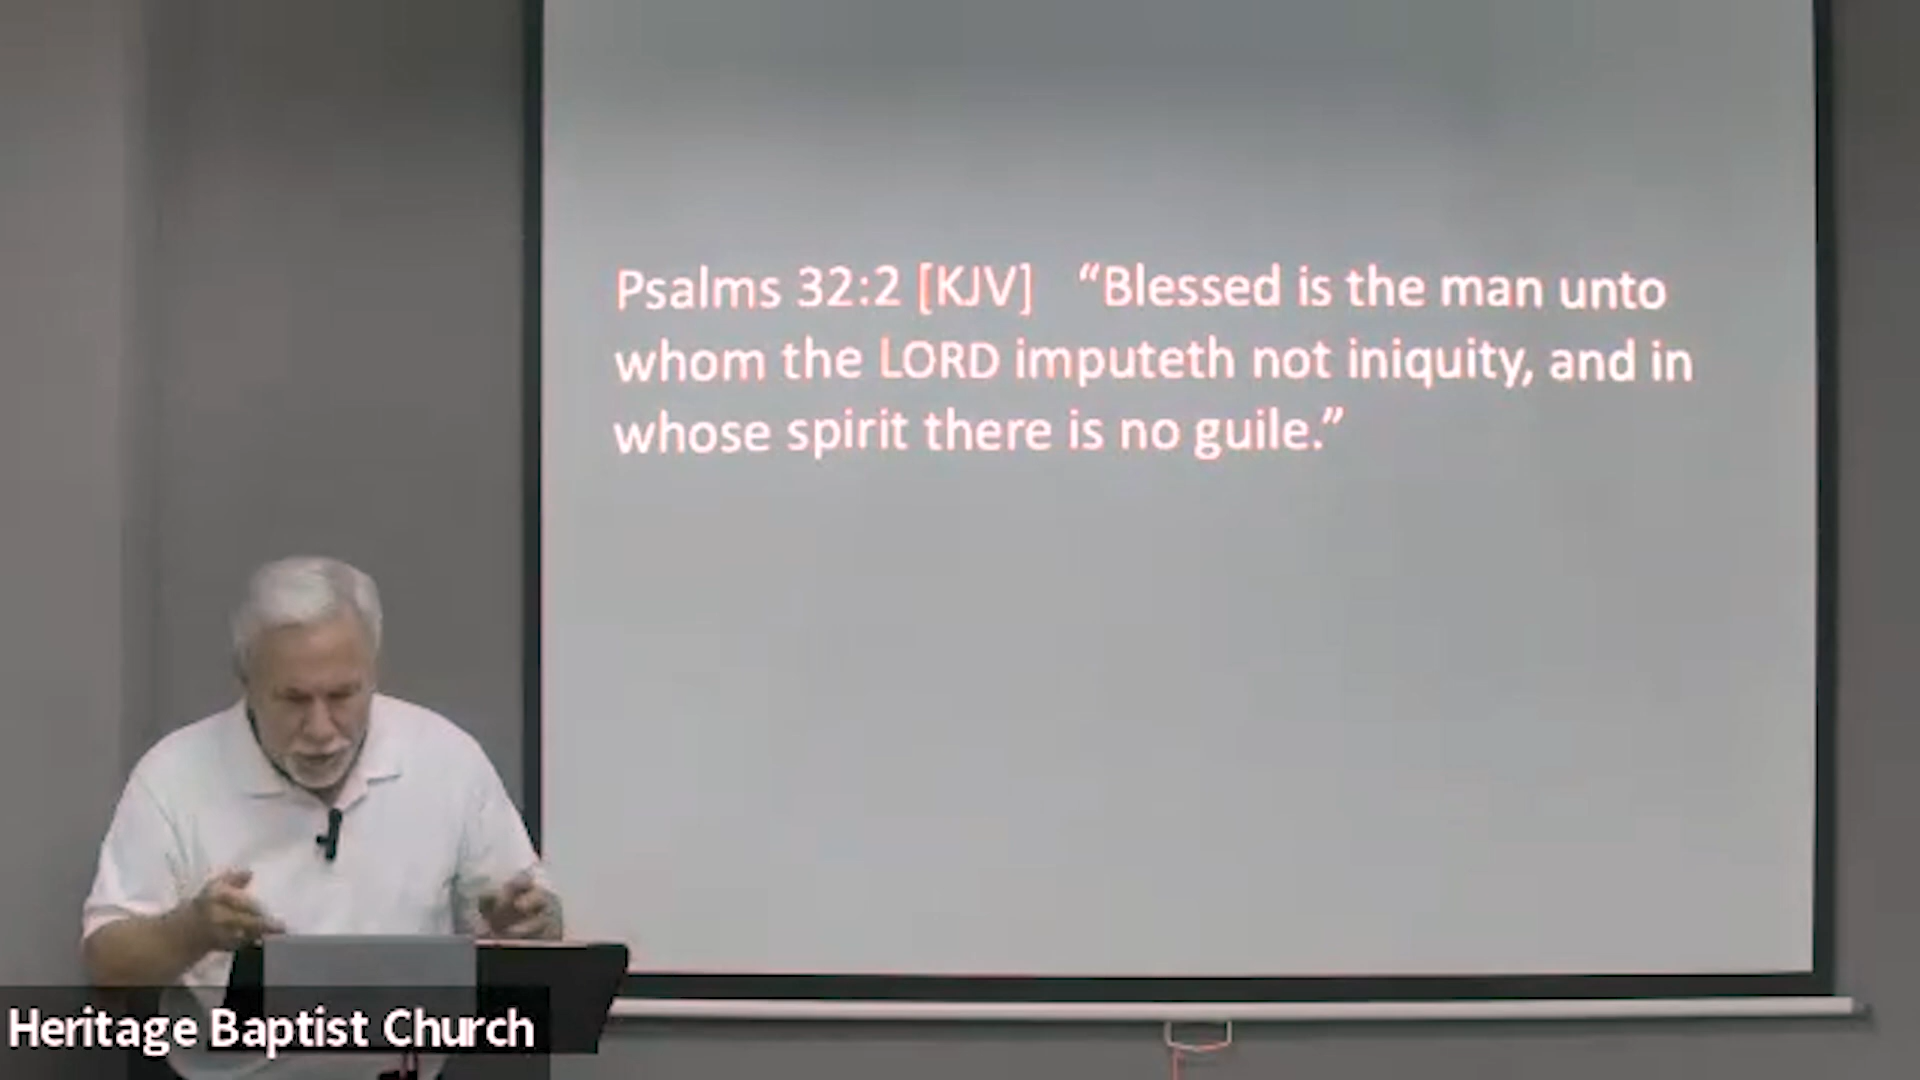 Psalms 32:2 [KJV] “Blessed is the man unto
whom the LORD imputeth not iniquity, and in
whose spirit there is no guile.”
Heritage Baptist Church